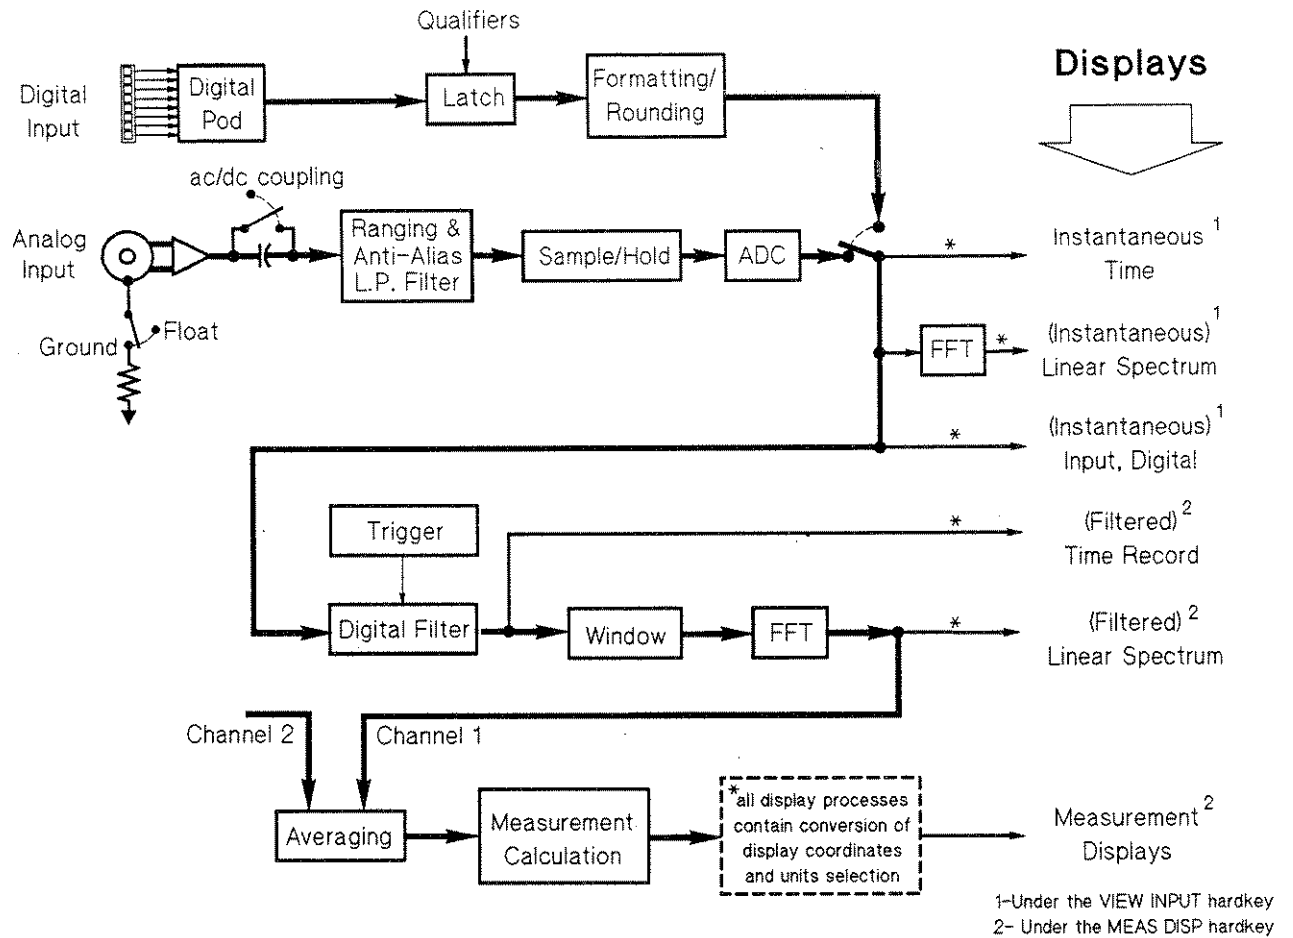 Qualifiers
Displays
Digital
Input
Digital
Pod
Latch
Formatting/
Rounding
ac/dc coupling
Analog
Input
Ranging &
Anti-Alias
L.P. Filter
Sample/Hold
ADC
*
Instantaneous 1
Time
Ground
Float
FFT
*
(Instantaneous) 1
Linear Spectrum
*
(Instantaneous) 1
Input, Digital
Trigger
*
(Filtered) 2
Time Record
Digital Filter
Window
FFT
*
(Filtered) 2
Linear Spectrum
Channel 2
Channel 1
Averaging
Measurement
Calculation
*all display processes
contain conversion of
display coordinates
and units selection
Measurement 2
Displays
1-Under the VIEW INPUT hardkey
2- Under the MEAS DISP hardkey